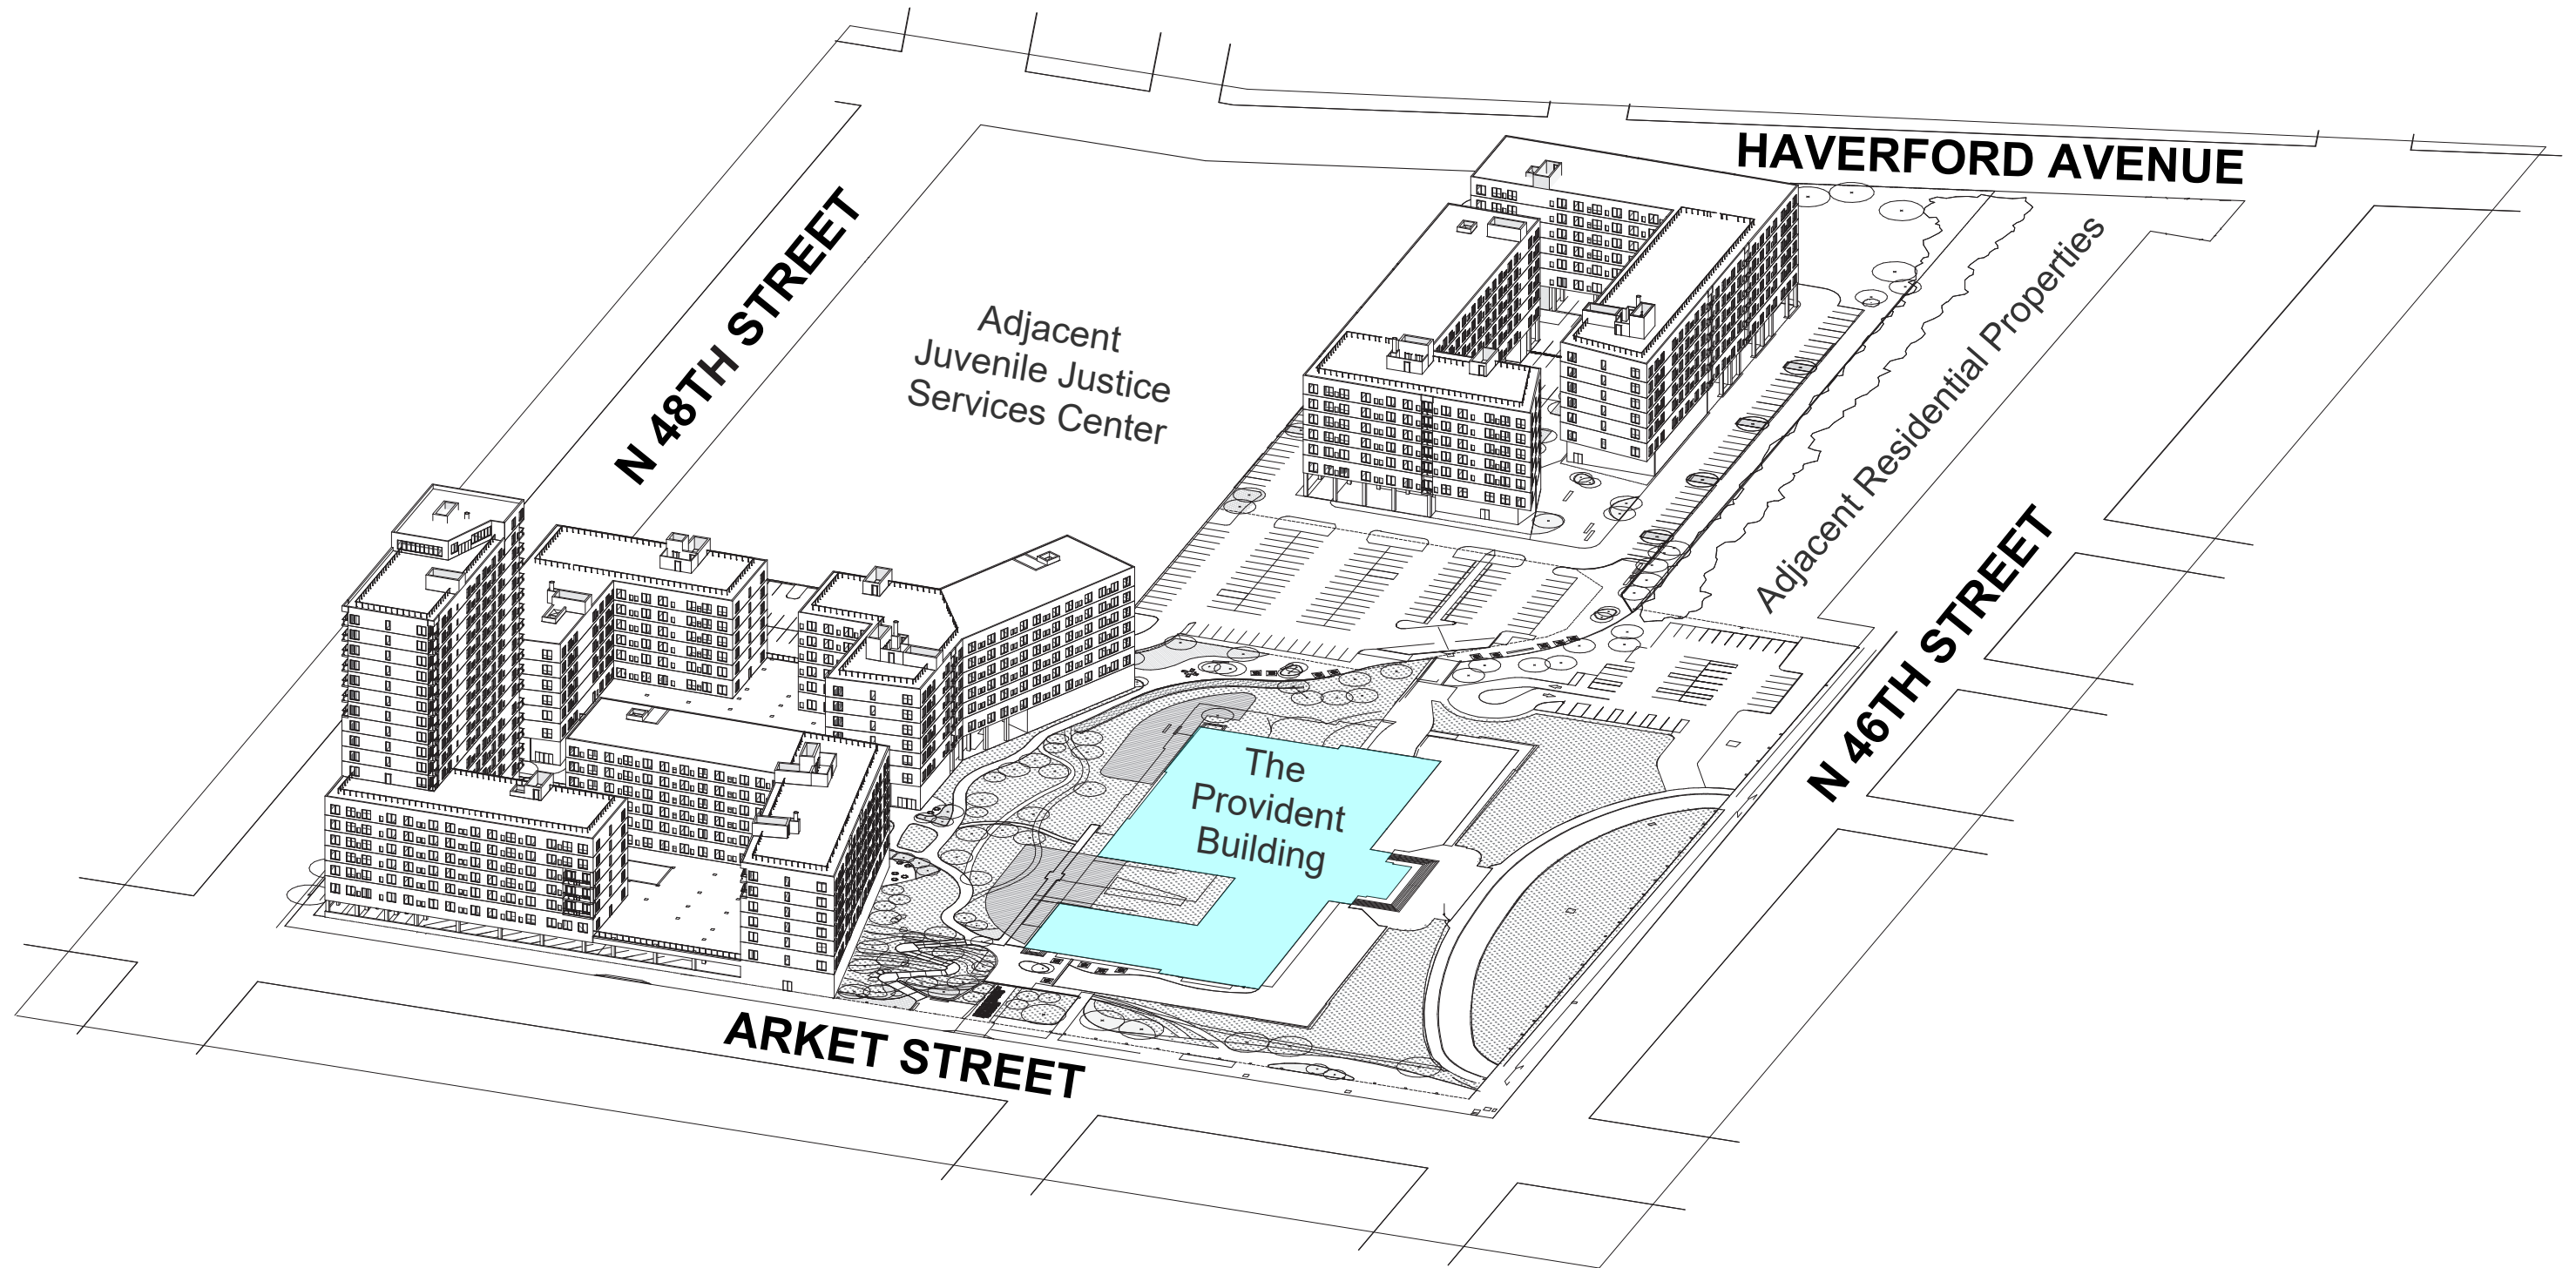 HAVERFORD AVENUE
N 48TH STREET
Adjacent
Juvenile Justice
Services Center
Adjacent Residential Properties
N 46TH STREET
The
Provident
Building
ARKET STREET